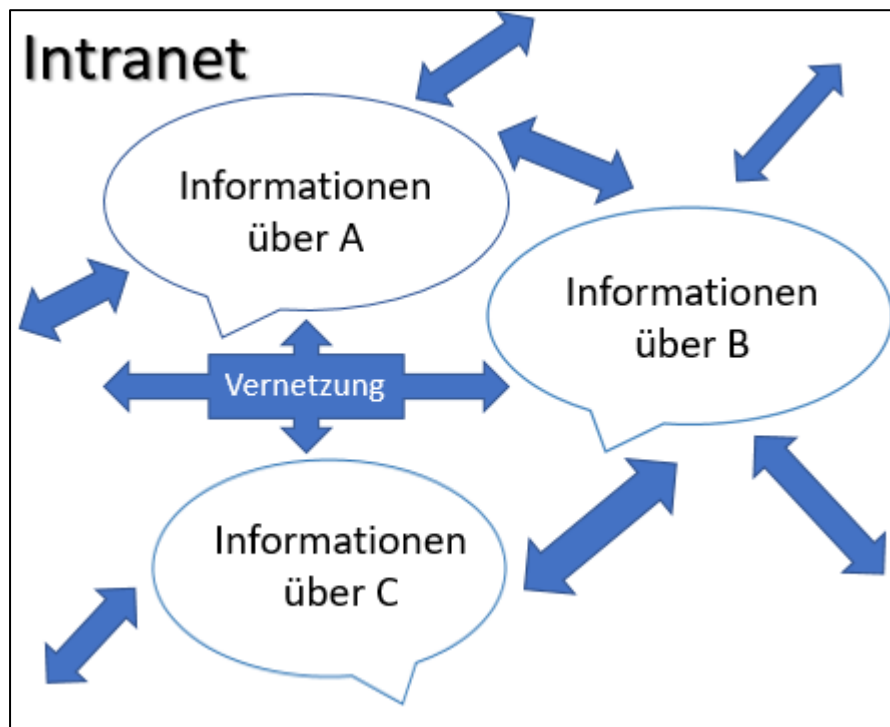 Intranet
Informationen
über A
Informationen
über B
Vernetzung
Informationen
über C